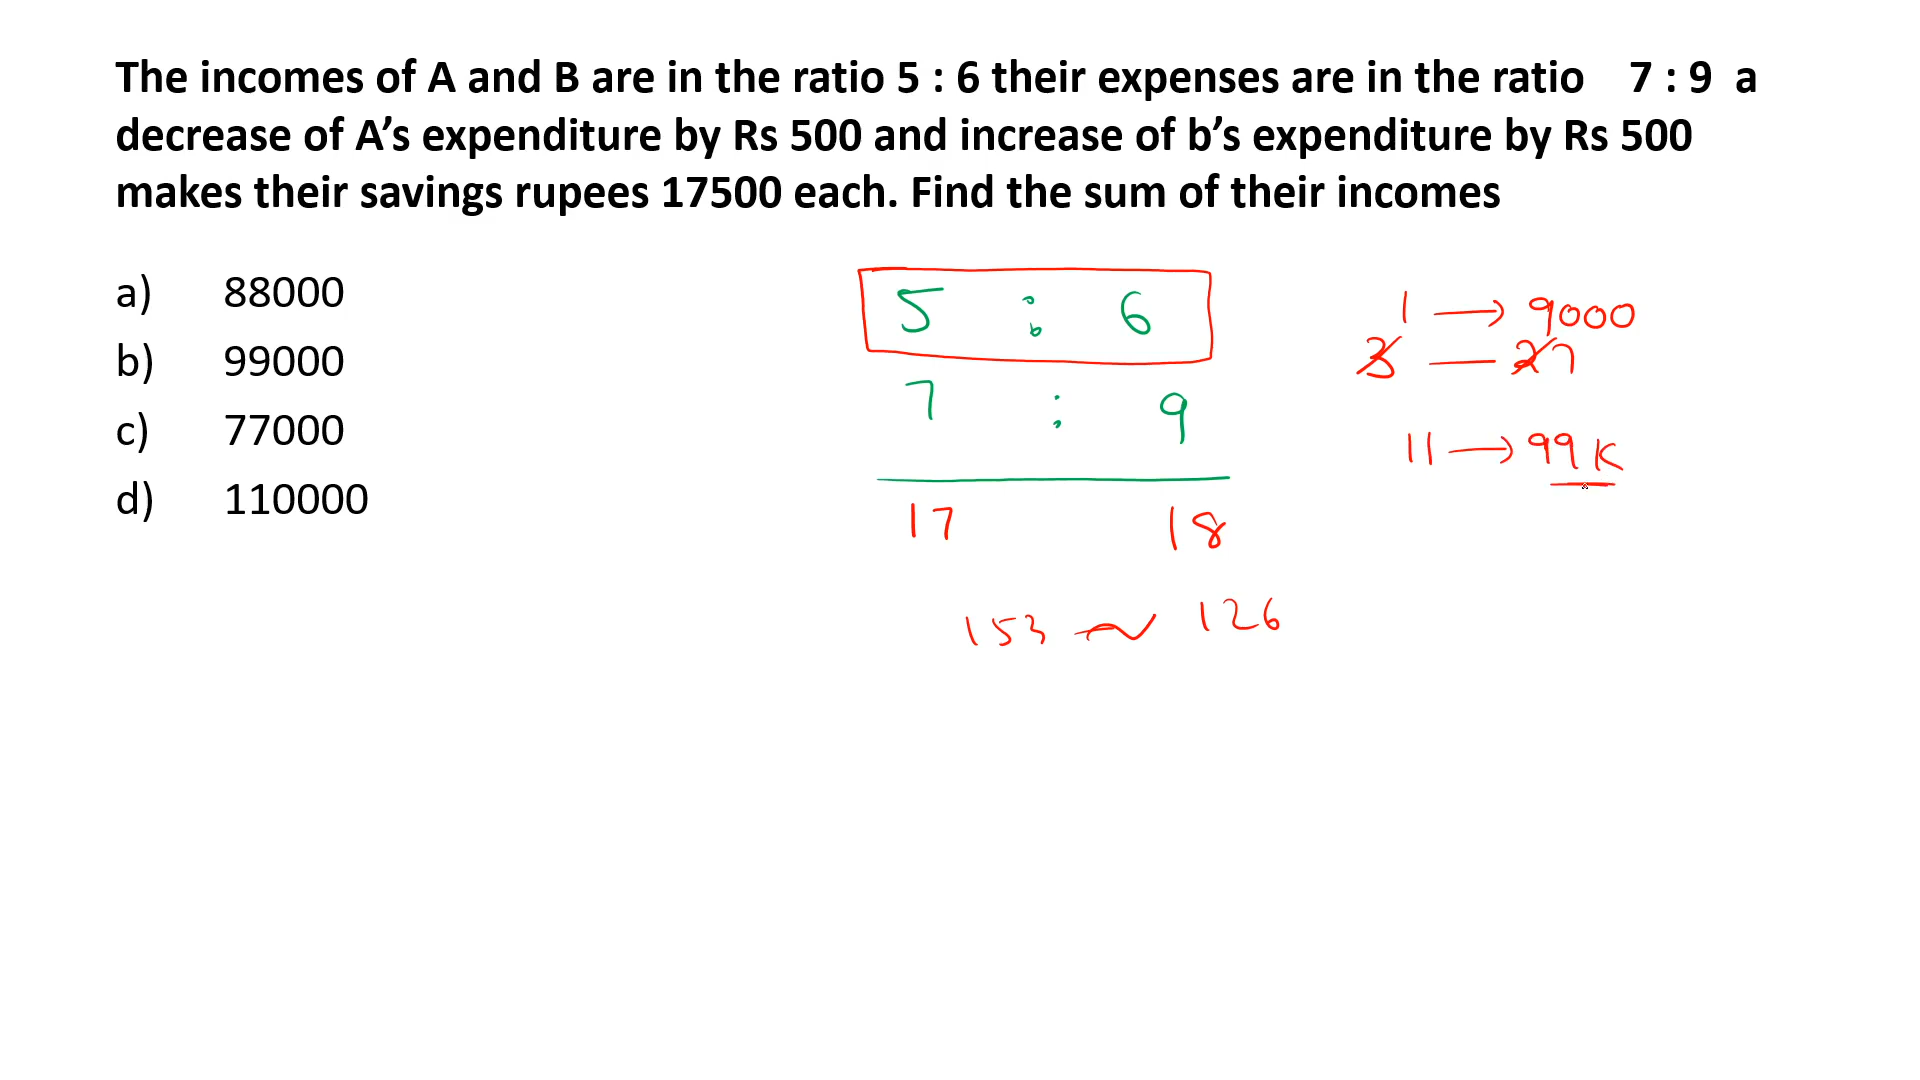 The incomes of A and B are in the ratio 5 : 6 their expenses are in the ratio 7 : 9 a
decrease of A’s expenditure by Rs 500 and increase of b’s expenditure by Rs 500
makes their savings rupees 17500 each. Find the sum of their incomes
a) 88000
b) 99000
c) 77000
d) 110000
5 : 6
7 : 9
17 18
153 ~ 126
1 → 9000
3 — 27
11 → 99K